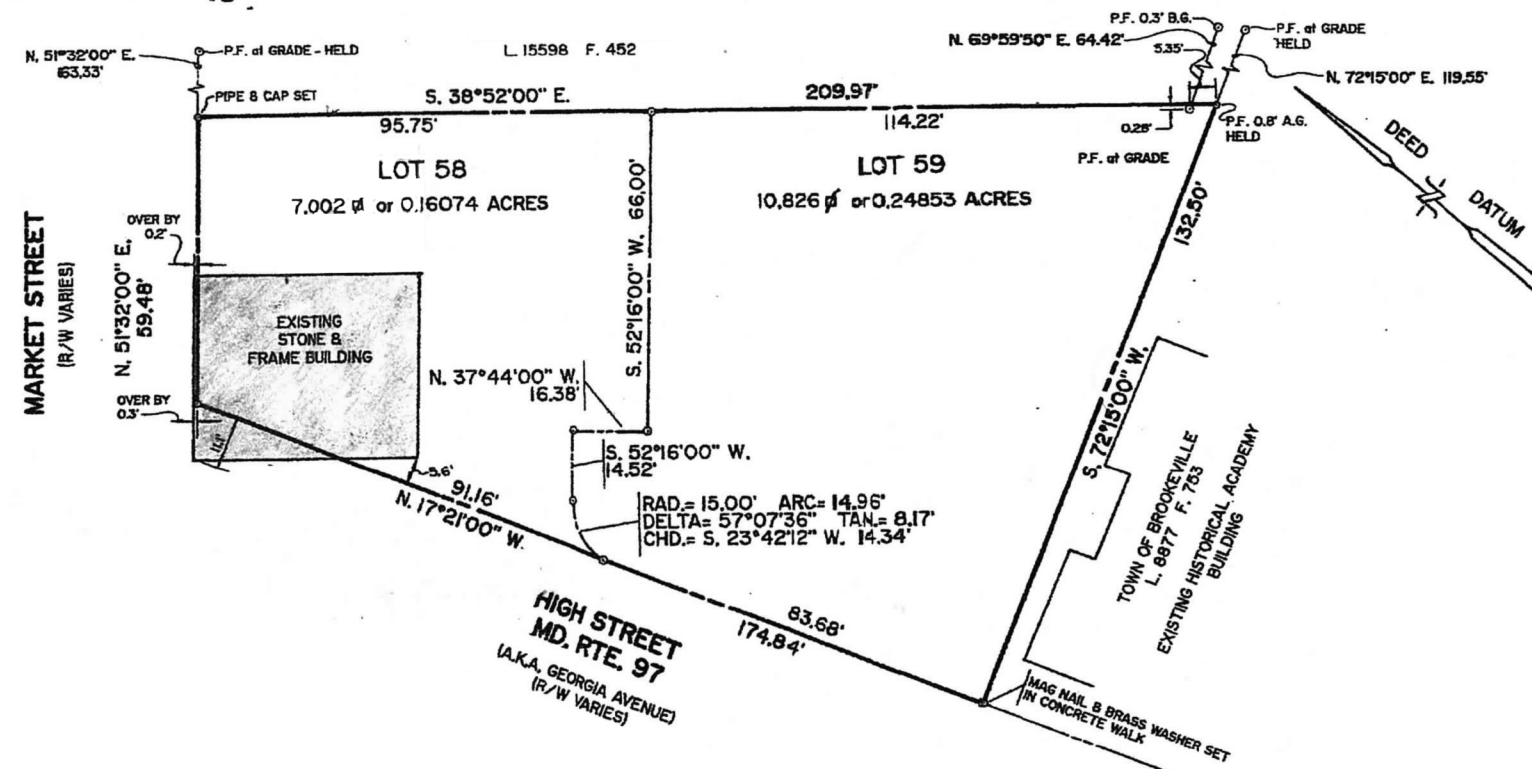 N. 51°32'00" E.
163.33'
P.F. at GRADE - HELD
L. 15598 F. 452
PIPE & CAP SET
S. 38°52'00" E.
209.97'
95.75'
114.22'
P.F. 0.3' B.G.
N. 69°59'50" E. 64.42'
5.35'
P.F. at GRADE
HELD
N. 72°15'00" E. 119.55'
0.25'
P.F. 0.8' A.G.
HELD
P.F. at GRADE
DEED
DATUM
LOT 58
7,002 ⌀ or 0.16074 ACRES
LOT 59
10,826 ⌀ or 0.24853 ACRES
S. 52°16'00" W. 66.00'
132.50'
S. 72°15'00" W.
MARKET STREET
(R/W VARIES)
N. 51°32'00" E.
59.48'
OVER BY
0.2'
OVER BY
0.3'
EXISTING
STONE &
FRAME BUILDING
11.1'
5.6'
N. 37°44'00" W.
16.38'
S. 52°16'00" W.
14.52'
RAD.= 15.00' ARC= 14.96'
DELTA= 57°07'36" TAN.= 8.17'
CHD.= S. 23°42'12" W. 14.34'
91.16'
N. 17°21'00" W.
83.68'
174.84'
HIGH STREET
MD. RTE. 97
(A.K.A. GEORGIA AVENUE)
(R/W VARIES)
TOWN OF BROOKEVILLE
L. 8877 F. 753
EXISTING HISTORICAL ACADEMY
BUILDING
MAG NAIL & BRASS WASHER SET
IN CONCRETE WALK